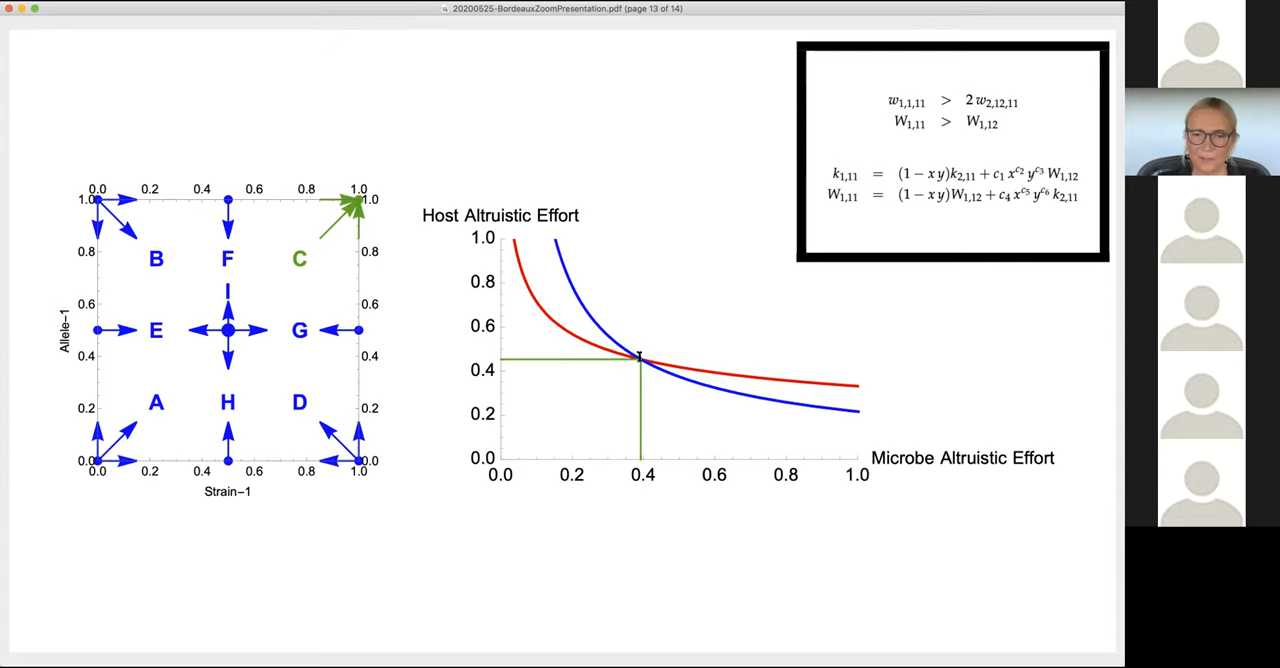 20200525-BordeauxZoomPresentation.pdf (page 13 of 14)
w1,1,11 > 2 w2,12,11
W1,11 > W1,12
k1,11 = (1 − x y)k2,11 + c1 x^c2 y^c3 W1,12
W1,11 = (1 − x y)W1,12 + c4 x^c5 y^c6 k2,11
0.0 0.2 0.4 0.6 0.8 1.0
1.0 1.0
B F C
0.8 0.8
I
0.6 0.6
Allele−1
E G
0.4 0.4
A H D
0.2 0.2
0.0 0.0
0.0 0.2 0.4 0.6 0.8 1.0
Strain−1
Host Altruistic Effort
1.0
0.8
0.6
0.4
0.2
0.0
0.0 0.2 0.4 0.6 0.8 1.0
Microbe Altruistic Effort